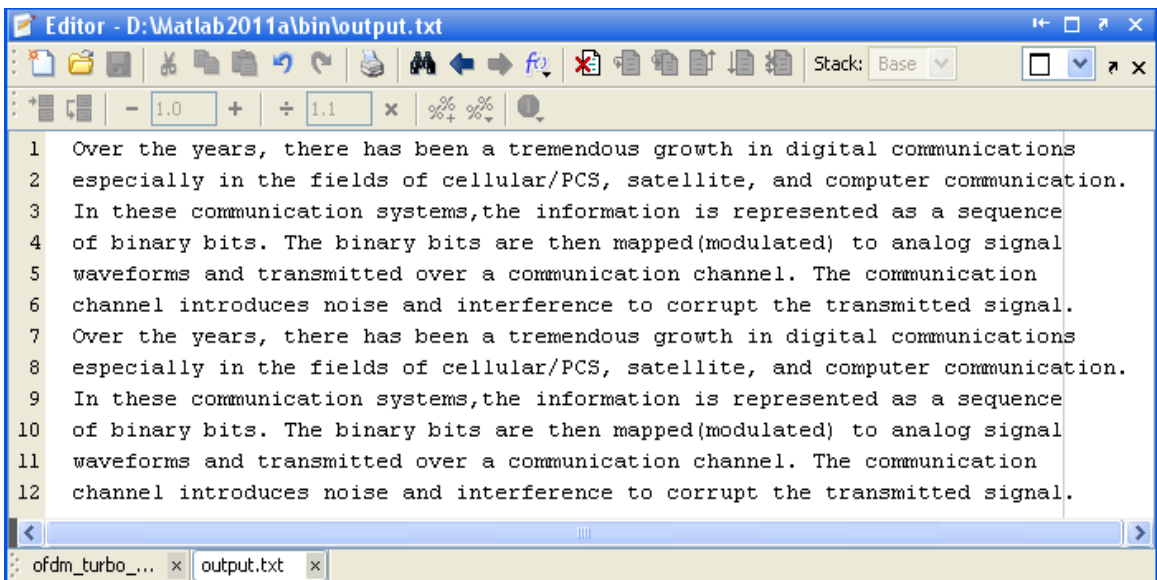 Editor - D:\Matlab2011a\bin\output.txt
Stack: Base
1.0 1.1
1 Over the years, there has been a tremendous growth in digital communications
2 especially in the fields of cellular/PCS, satellite, and computer communication.
3 In these communication systems,the information is represented as a sequence
4 of binary bits. The binary bits are then mapped(modulated) to analog signal
5 waveforms and transmitted over a communication channel. The communication
6 channel introduces noise and interference to corrupt the transmitted signal.
7 Over the years, there has been a tremendous growth in digital communications
8 especially in the fields of cellular/PCS, satellite, and computer communication.
9 In these communication systems,the information is represented as a sequence
10 of binary bits. The binary bits are then mapped(modulated) to analog signal
11 waveforms and transmitted over a communication channel. The communication
12 channel introduces noise and interference to corrupt the transmitted signal.
ofdm_turbo_... output.txt